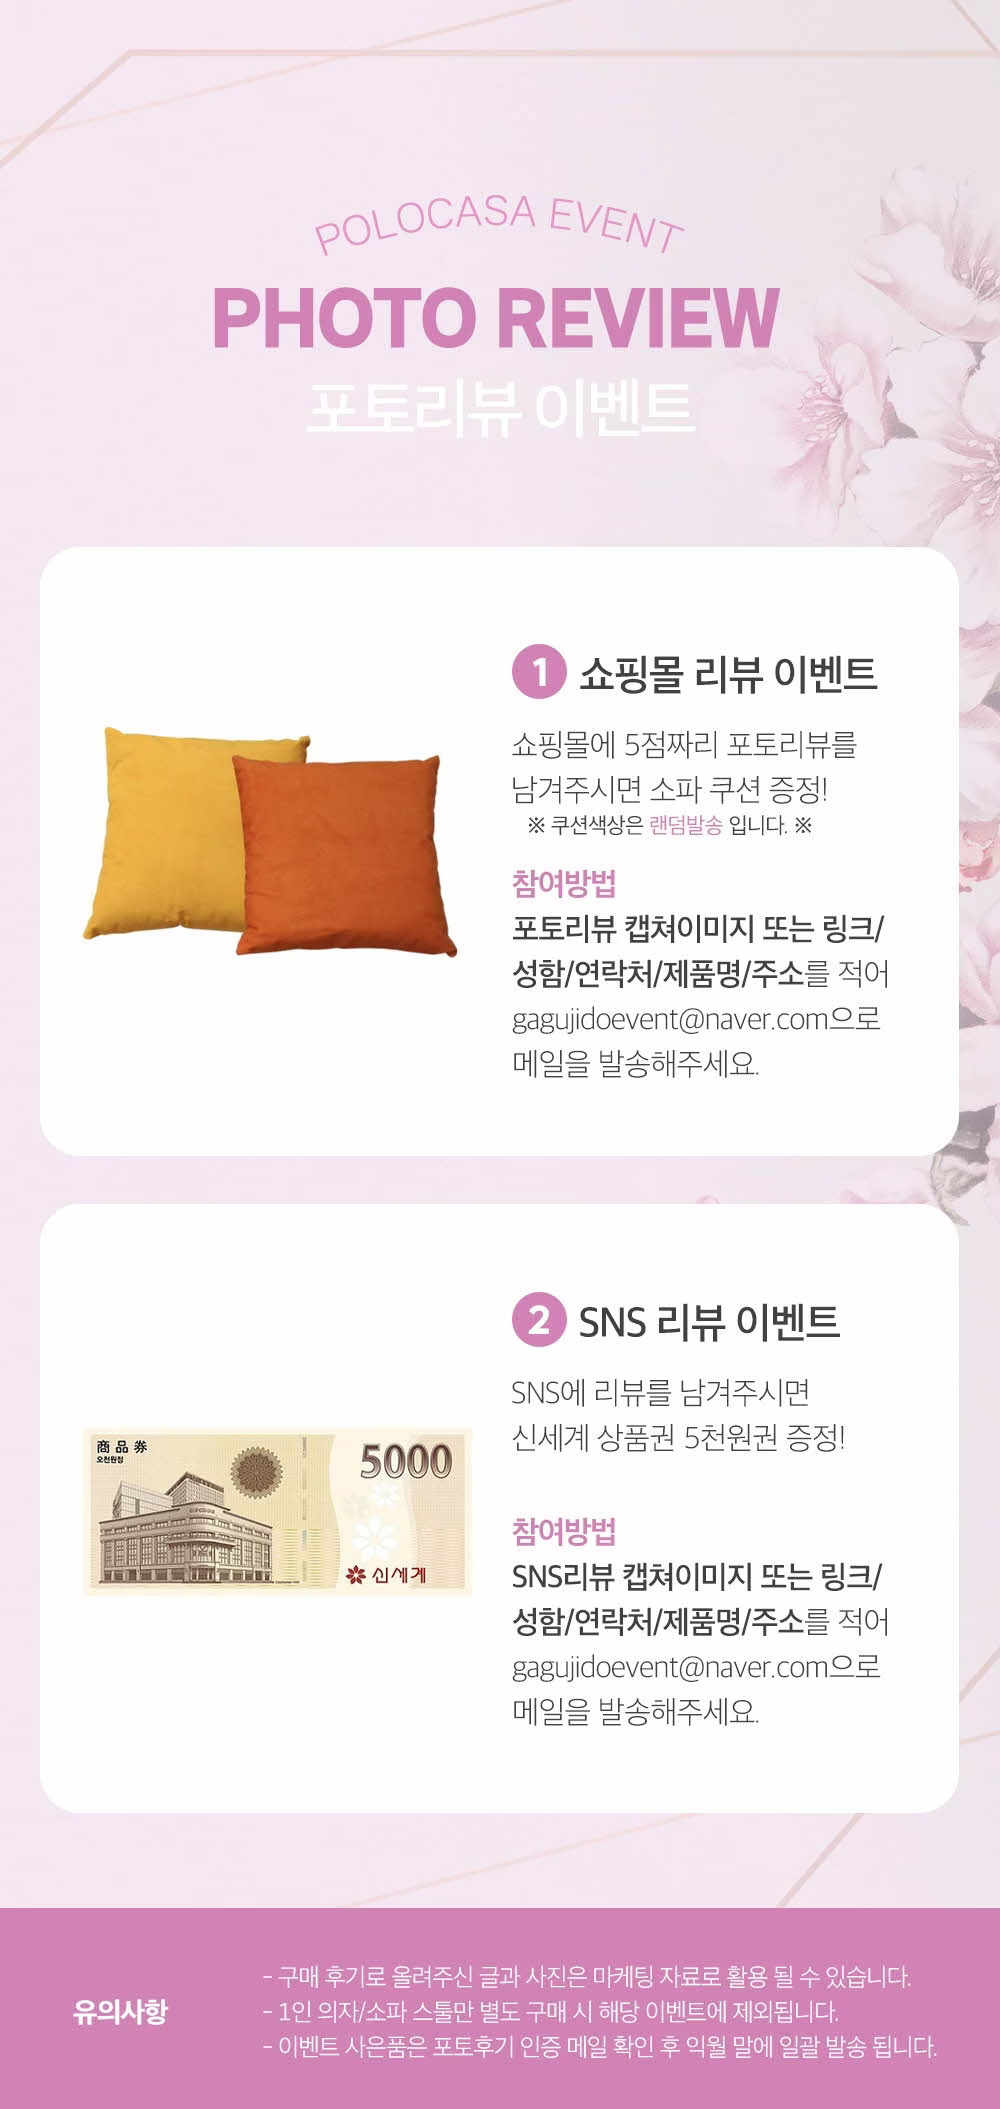 POLOCASA EVENT
PHOTO REVIEW
포토리뷰 이벤트
1 쇼핑몰 리뷰 이벤트
쇼핑몰에 5점짜리 포토리뷰를
남겨주시면 소파 쿠션 증정!
※ 쿠션색상은 랜덤발송 입니다. ※
참여방법
포토리뷰 캡쳐이미지 또는 링크/
성함/연락처/제품명/주소를 적어
gagujidoevent@naver.com으로
메일을 발송해주세요.
2 SNS 리뷰 이벤트
SNS에 리뷰를 남겨주시면
신세계 상품권 5천원권 증정!
商品券
오천원정
5000
신세계
참여방법
SNS리뷰 캡쳐이미지 또는 링크/
성함/연락처/제품명/주소를 적어
gagujidoevent@naver.com으로
메일을 발송해주세요.
유의사항
- 구매 후기로 올려주신 글과 사진은 마케팅 자료로 활용 될 수 있습니다.
- 1인 의자/소파 스툴만 별도 구매 시 해당 이벤트에 제외됩니다.
- 이벤트 사은품은 포토후기 인증 메일 확인 후 익월 말에 일괄 발송 됩니다.